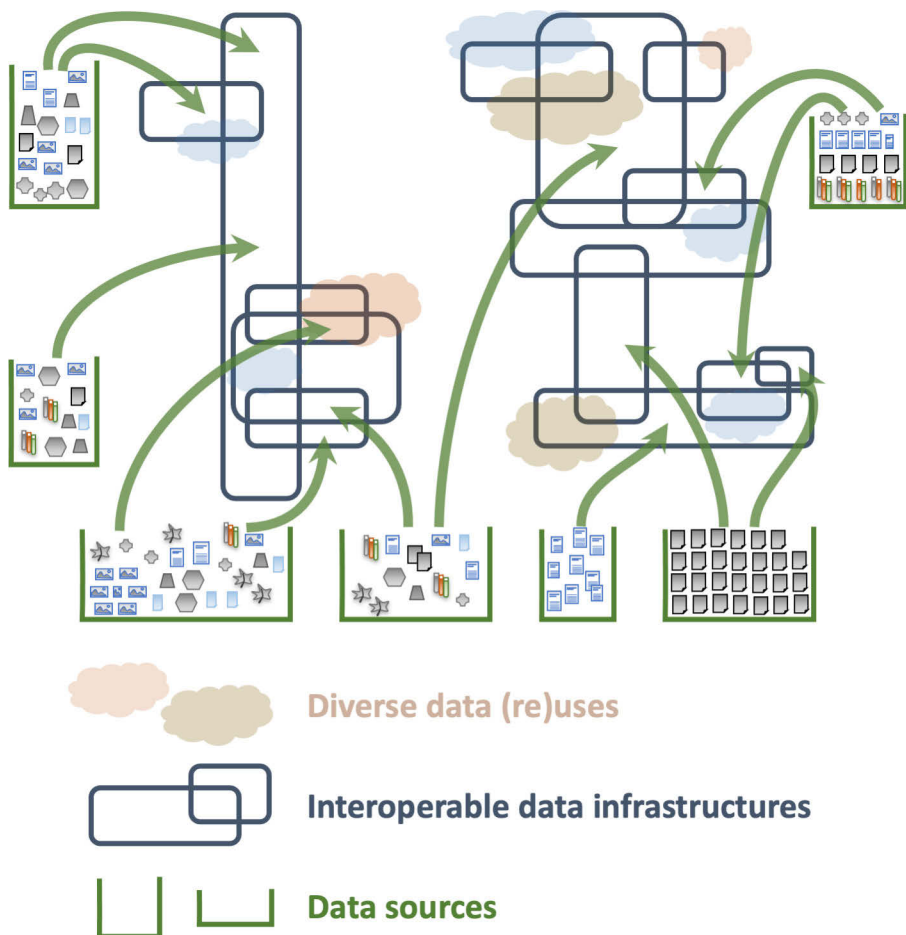 Diverse data (re)uses
Interoperable data infrastructures
Data sources